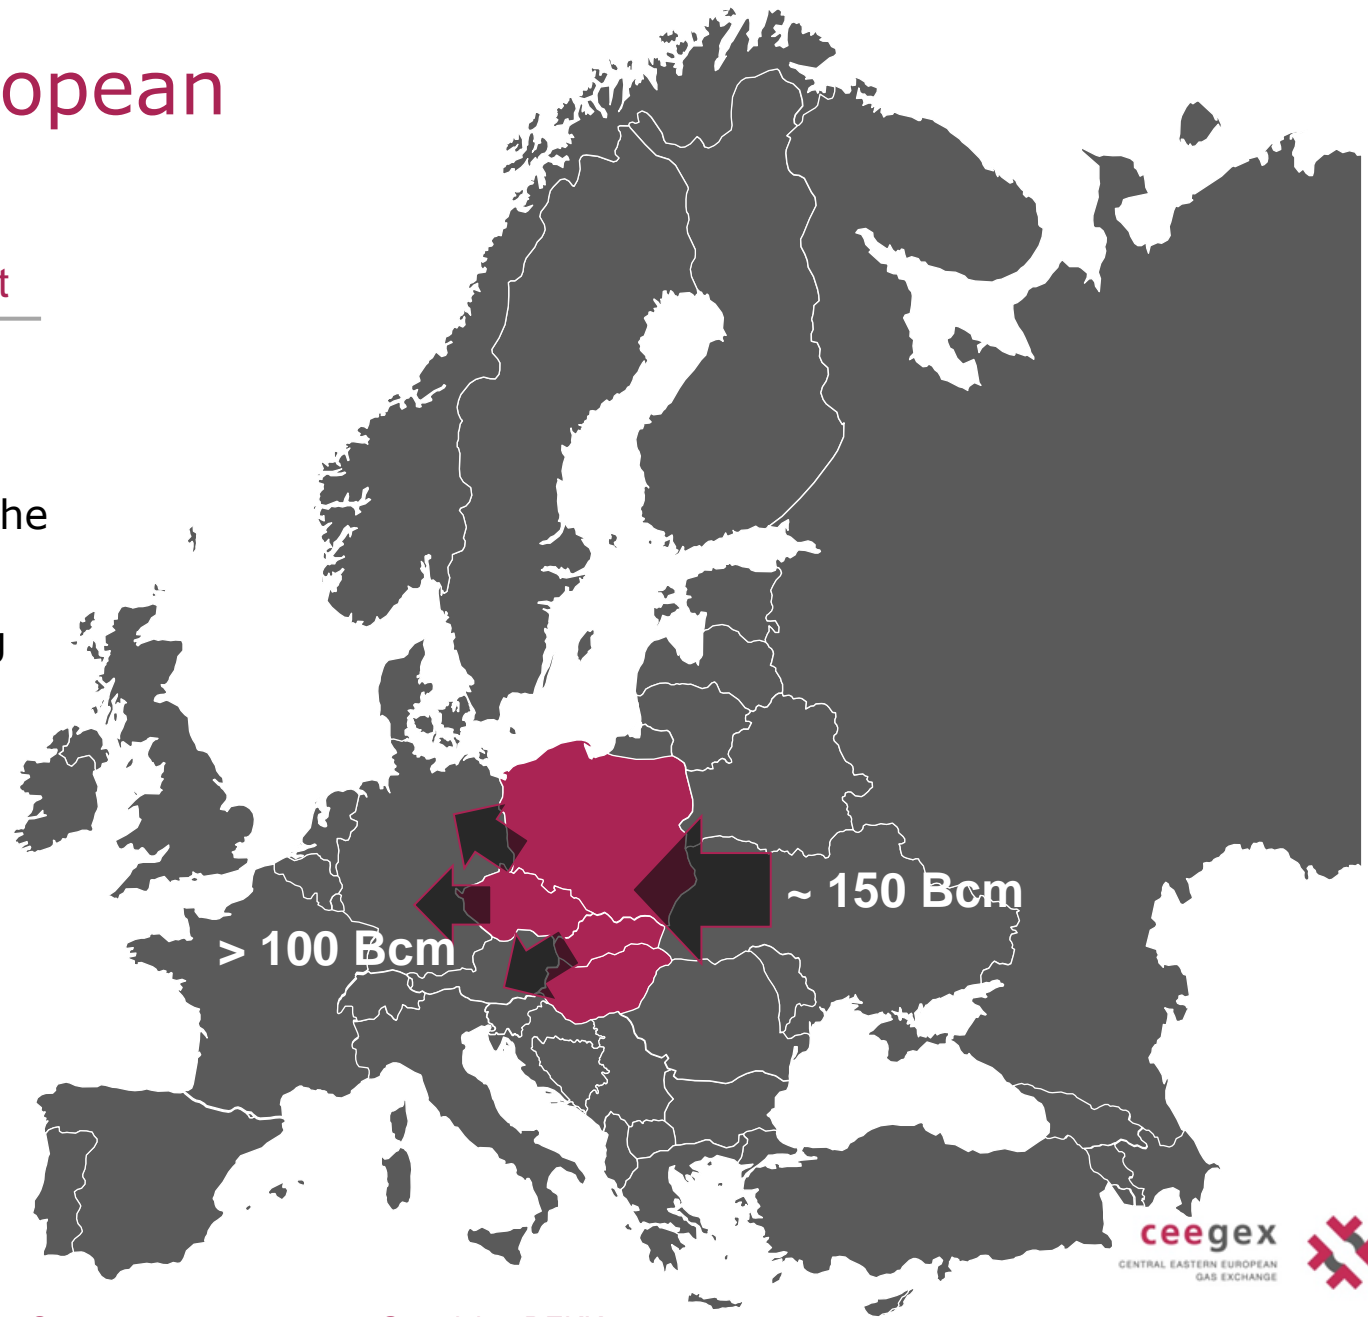 opean
t
he
g
~ 150 Bcm
> 100 Bcm
ceegex
CENTRAL EASTERN EUROPEAN
GAS EXCHANGE